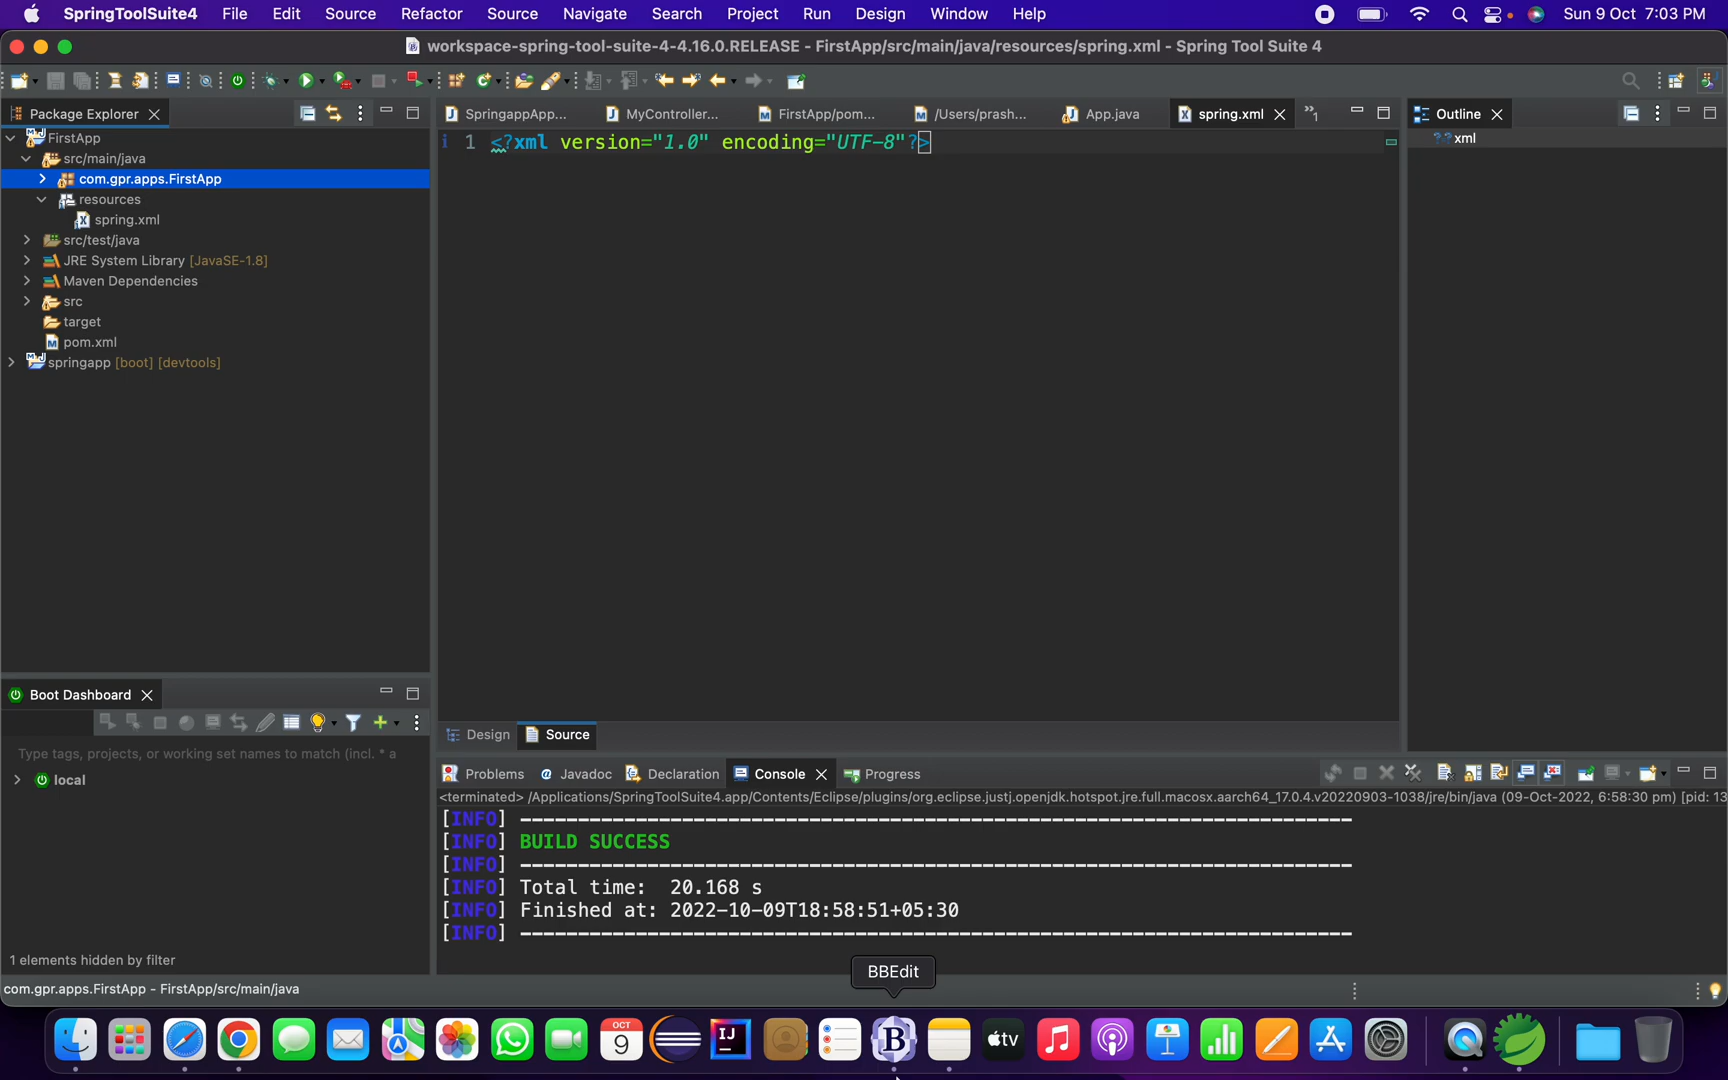 SpringToolSuite4 File Edit Source Refactor Source Navigate Search Project Run Design Window Help Sun 9 Oct 7:03 PM
workspace-spring-tool-suite-4-4.16.0.RELEASE - FirstApp/src/main/java/resources/spring.xml - Spring Tool Suite 4
Package Explorer
FirstApp
src/main/java
com.gpr.apps.FirstApp
resources
spring.xml
src/test/java
JRE System Library [JavaSE-1.8]
Maven Dependencies
src
target
pom.xml
springapp [boot] [devtools]
SpringappApp... MyController... FirstApp/pom... /Users/prash... App.java spring.xml »1
1 <?xml version="1.0" encoding="UTF-8"?>
Outline
?? xml
Design Source
Boot Dashboard
Type tags, projects, or working set names to match (incl. * a
local
1 elements hidden by filter
Problems @ Javadoc Declaration Console Progress
<terminated> /Applications/SpringToolSuite4.app/Contents/Eclipse/plugins/org.eclipse.justj.openjdk.hotspot.jre.full.macosx.aarch64_17.0.4.v20220903-1038/jre/bin/java (09-Oct-2022, 6:58:30 pm) [pid: 13
[INFO] ------------------------------------------------------------------------
[INFO] BUILD SUCCESS
[INFO] ------------------------------------------------------------------------
[INFO] Total time:  20.168 s
[INFO] Finished at: 2022-10-09T18:58:51+05:30
[INFO] ------------------------------------------------------------------------
BBEdit
com.gpr.apps.FirstApp - FirstApp/src/main/java
OCT
9
IJ
B
tv